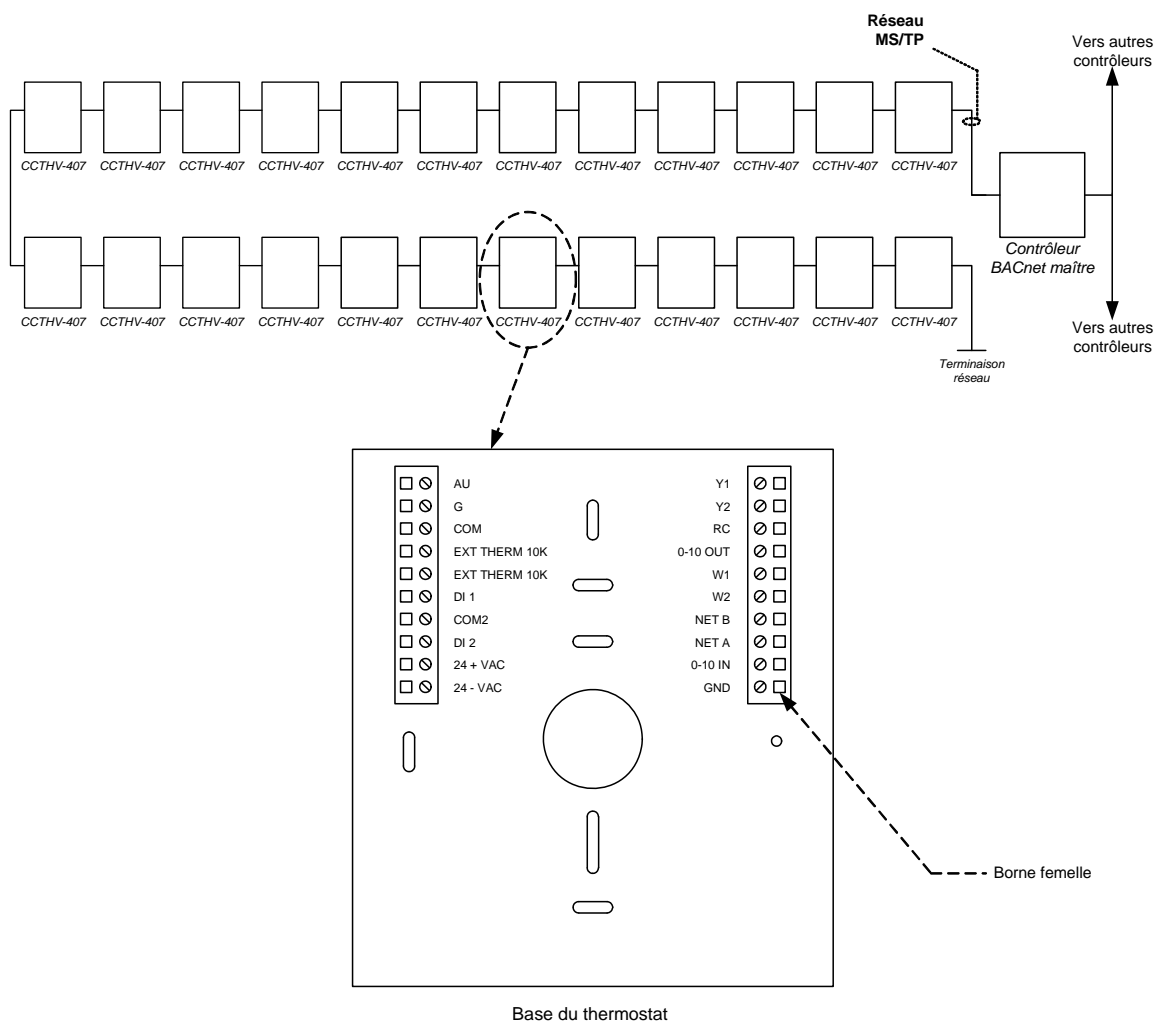 Réseau
MS/TP
Vers autres
contrôleurs
CCTHV-407 CCTHV-407 CCTHV-407 CCTHV-407 CCTHV-407 CCTHV-407 CCTHV-407 CCTHV-407 CCTHV-407 CCTHV-407 CCTHV-407 CCTHV-407
Contrôleur
BACnet maître
CCTHV-407 CCTHV-407 CCTHV-407 CCTHV-407 CCTHV-407 CCTHV-407 CCTHV-407 CCTHV-407 CCTHV-407 CCTHV-407 CCTHV-407 CCTHV-407
Vers autres
contrôleurs
Terminaison
réseau
AU
G
COM
EXT THERM 10K
EXT THERM 10K
DI 1
COM2
DI 2
24 + VAC
24 - VAC
Y1
Y2
RC
0-10 OUT
W1
W2
NET B
NET A
0-10 IN
GND
Borne femelle
Base du thermostat